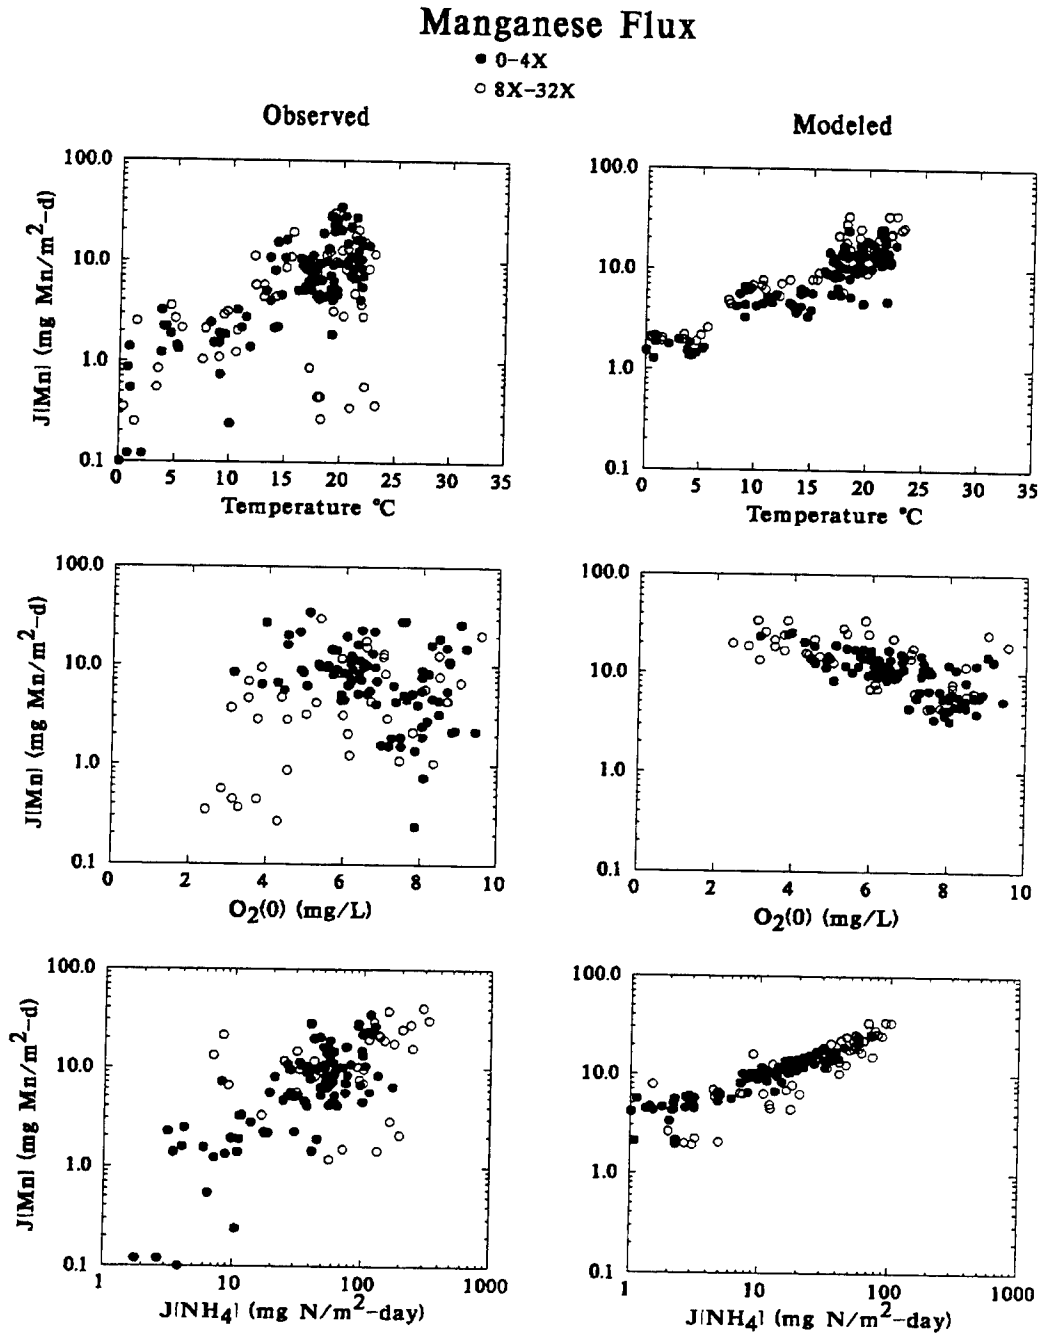 Manganese Flux
● 0-4X
○ 8X-32X
Observed
Modeled
100.0
10.0
1.0
0.1
J[Mn] (mg Mn/m²-d)
0 5 10 15 20 25 30 35
Temperature °C
100.0
10.0
1.0
0.1
0 5 10 15 20 25 30 35
Temperature °C
100.0
10.0
1.0
0.1
J[Mn] (mg Mn/m²-d)
0 2 4 6 8 10
O₂(0) (mg/L)
100.0
10.0
1.0
0.1
0 2 4 6 8 10
O₂(0) (mg/L)
100.0
10.0
1.0
0.1
J[Mn] (mg Mn/m²-d)
1 10 100 1000
J[NH₄] (mg N/m²-day)
100.0
10.0
1.0
0.1
1 10 100 1000
J[NH₄] (mg N/m²-day)